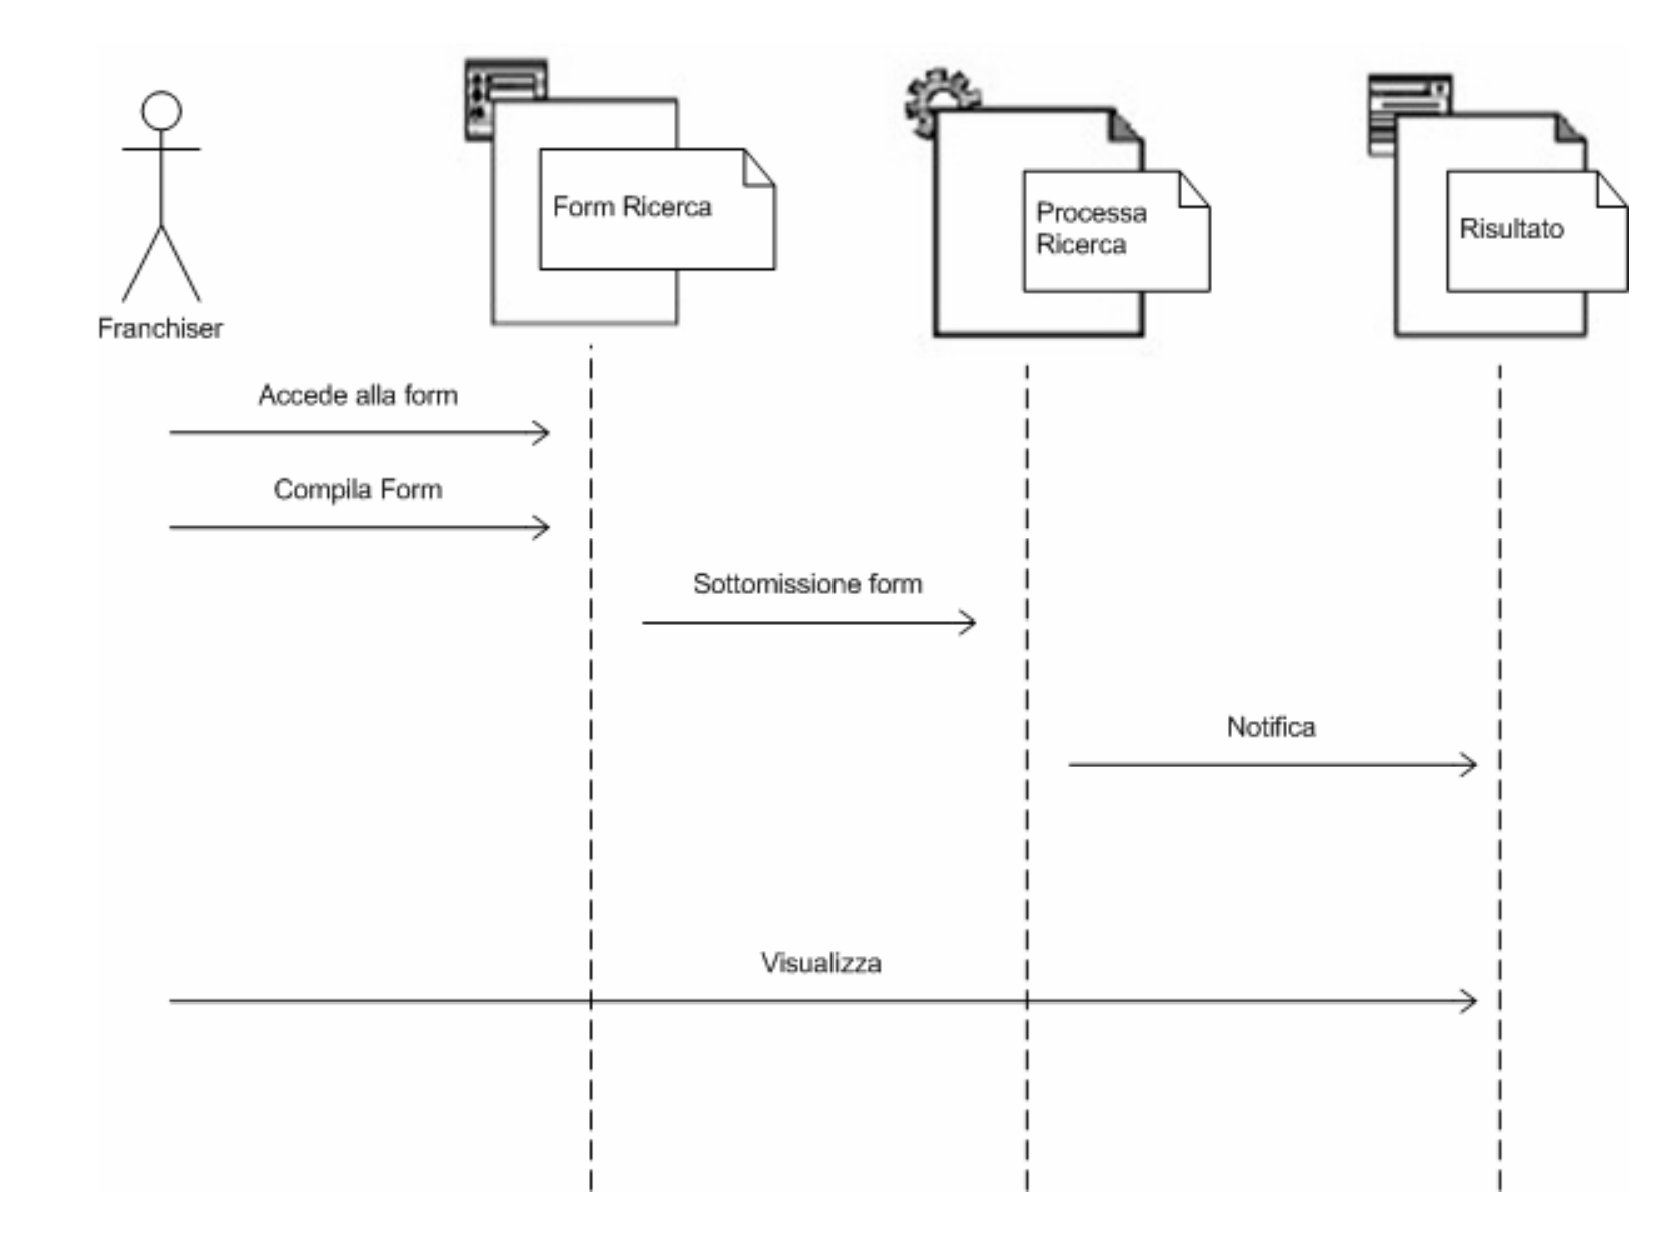 Form Ricerca
Processa
Ricerca
Risultato
Franchiser
Accede alla form
Compila Form
Sottomissione form
Notifica
Visualizza